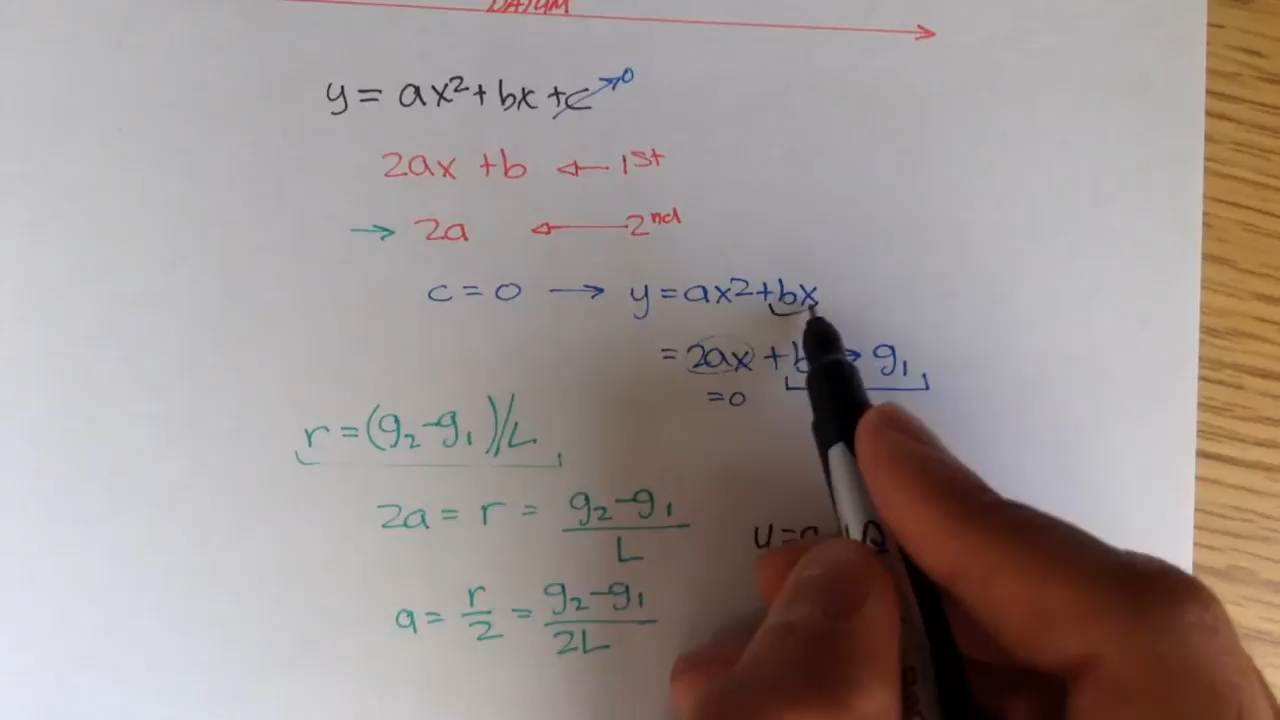 DATUM
y = ax² + bx + c → 0
2ax + b ← 1st
→ 2a ← 2nd
c = 0 → y = ax² + bx
= 2ax + b → g₁
= 0
r = (g₂-g₁)/L
2a = r = g₂-g₁ / L
y =
a = r/2 = g₂-g₁ / 2L